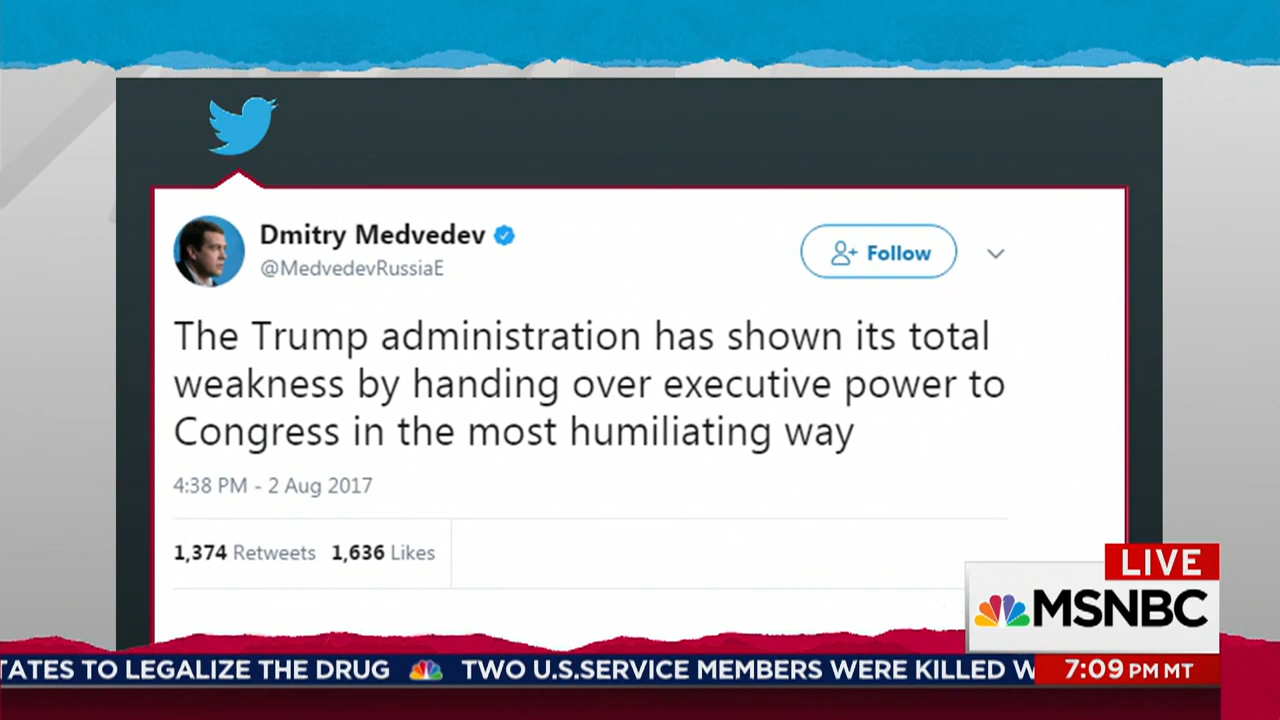 Dmitry Medvedev
@MedvedevRussiaE
Follow
The Trump administration has shown its total
weakness by handing over executive power to
Congress in the most humiliating way
4:38 PM - 2 Aug 2017
1,374 Retweets 1,636 Likes
LIVE
MSNBC
TATES TO LEGALIZE THE DRUG TWO U.S.SERVICE MEMBERS WERE KILLED W
7:09 PM MT